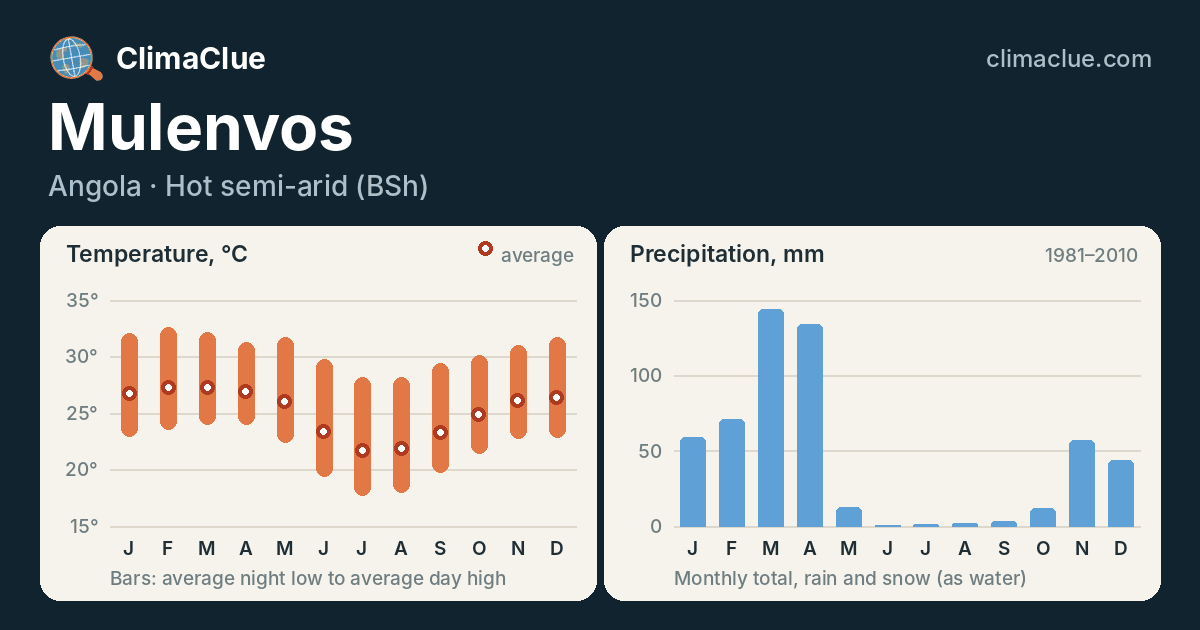 ClimaClue
climaclue.com
Mulenvos
Angola · Hot semi-arid (BSh)
Temperature, °C
average
35°
30°
25°
20°
15°
J F M A M J J A S O N D
Bars: average night low to average day high
Precipitation, mm
1981–2010
150
100
50
0
J F M A M J J A S O N D
Monthly total, rain and snow (as water)